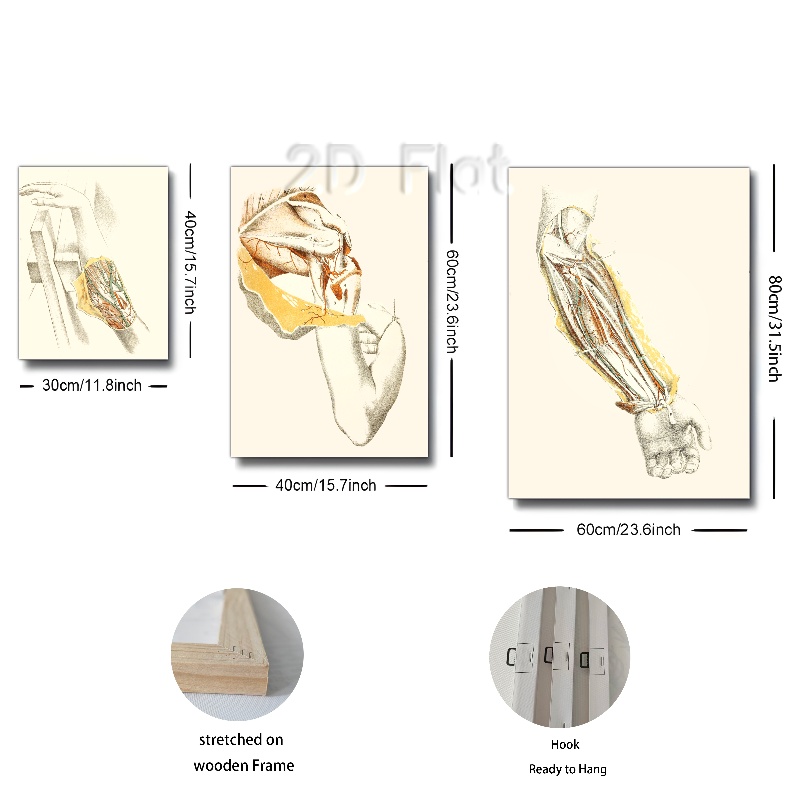 2D Flat
40cm/15.7inch
30cm/11.8inch
60cm/23.6inch
40cm/15.7inch
80cm/31.5inch
60cm/23.6inch
stretched on
wooden Frame
Hook
Ready to Hang